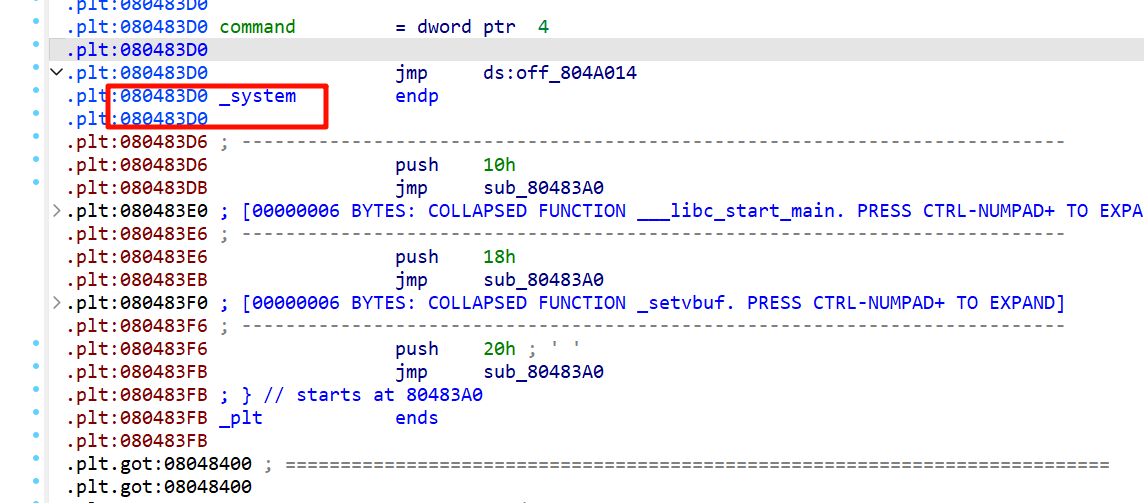 .plt:080483D0
.plt:080483D0 command = dword ptr 4
.plt:080483D0
.plt:080483D0 jmp ds:off_804A014
.plt:080483D0 _system endp
.plt:080483D0
.plt:080483D6 ; ---------------------------------------------------------------------------
.plt:080483D6 push 10h
.plt:080483DB jmp sub_80483A0
.plt:080483E0 ; [00000006 BYTES: COLLAPSED FUNCTION ___libc_start_main. PRESS CTRL-NUMPAD+ TO EXPA
.plt:080483E6 ; ---------------------------------------------------------------------------
.plt:080483E6 push 18h
.plt:080483EB jmp sub_80483A0
.plt:080483F0 ; [00000006 BYTES: COLLAPSED FUNCTION _setvbuf. PRESS CTRL-NUMPAD+ TO EXPAND]
.plt:080483F6 ; ---------------------------------------------------------------------------
.plt:080483F6 push 20h ; ' '
.plt:080483FB jmp sub_80483A0
.plt:080483FB ; } // starts at 80483A0
.plt:080483FB _plt ends
.plt:080483FB
.plt.got:08048400 ; ===========================================================================
.plt.got:08048400